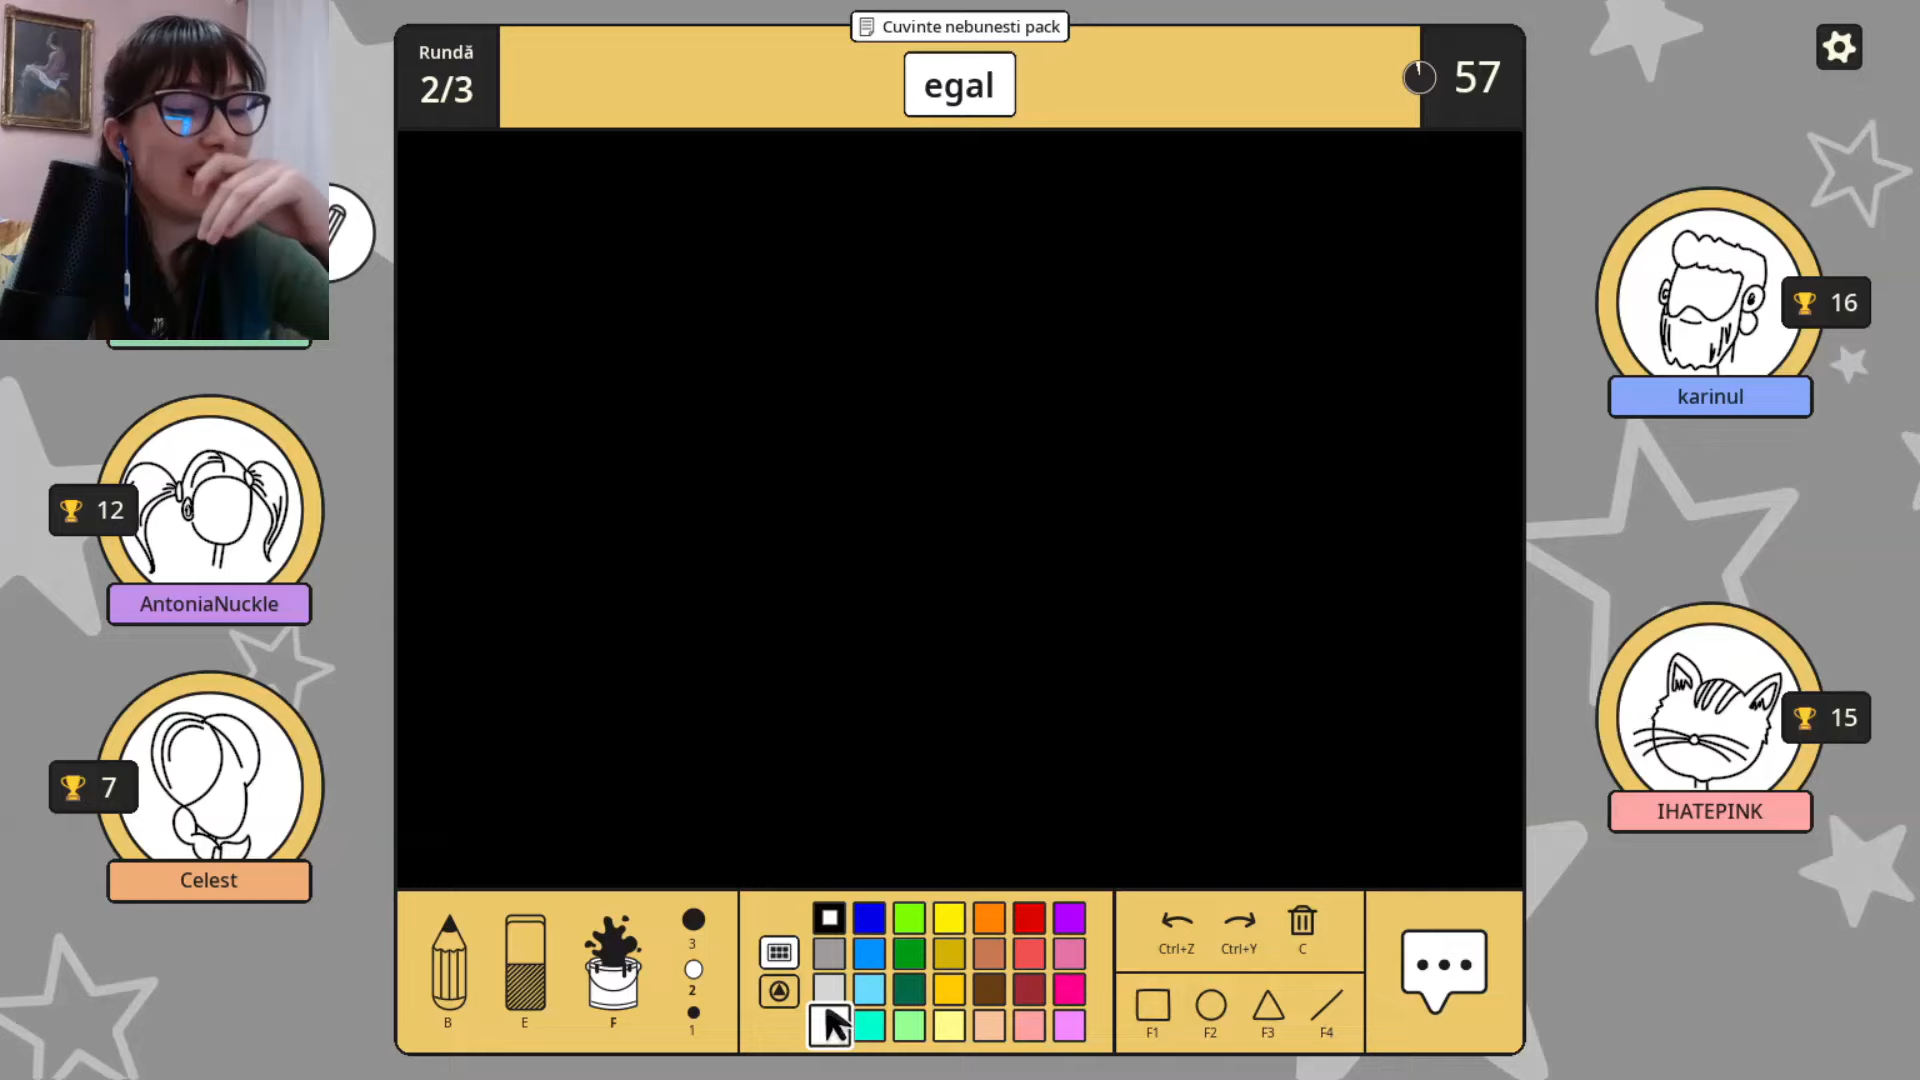 Cuvinte nebunesti pack
Rundă
2/3
egal
57
16
karinul
12
AntoniaNuckle
15
IHATEPINK
7
Celest
B
E
F
3
2
1
Ctrl+Z
Ctrl+Y
C
F1
F2
F3
F4